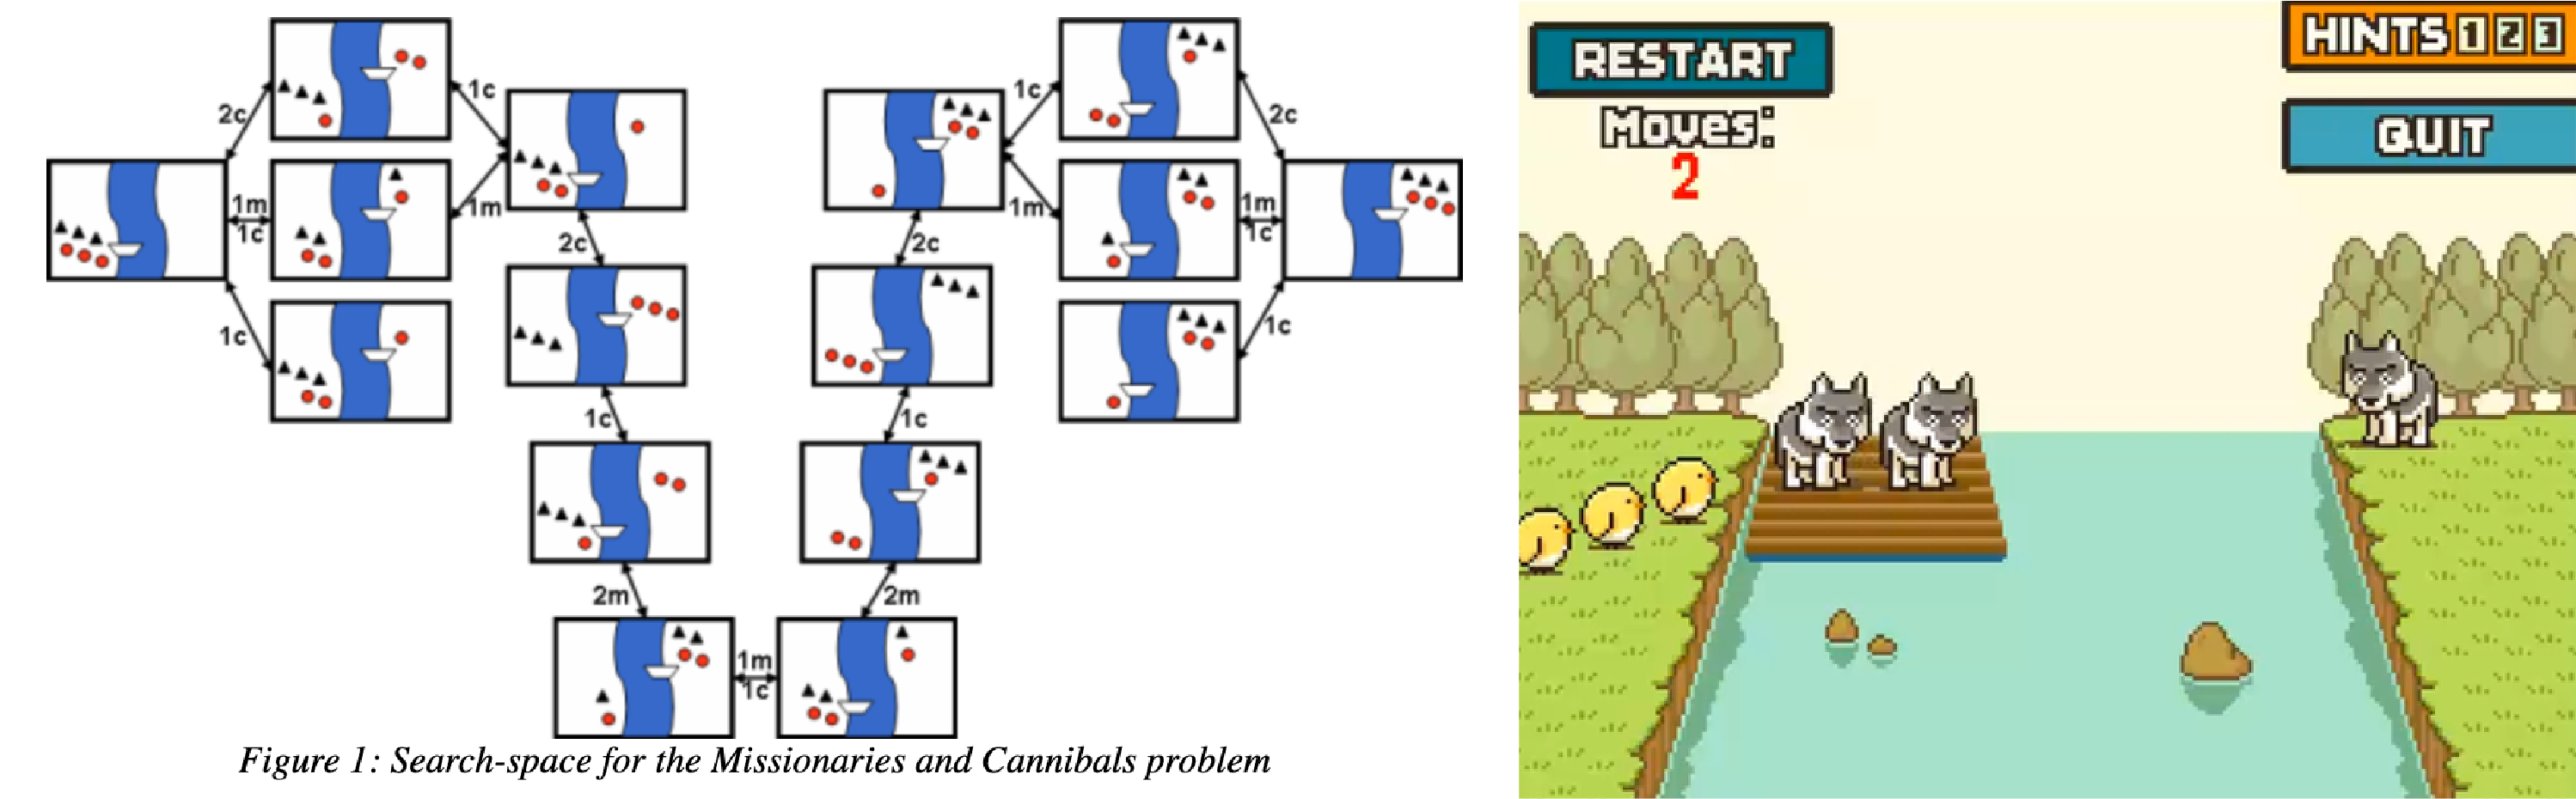 2c
1m
1c
1c
1c
1m
2c
1c
2m
1m
1c
2m
1c
2c
1c
1m
2c
1m
1c
1c
Figure 1: Search-space for the Missionaries and Cannibals problem
RESTART
Moves:
2
HINTS 1 2 3
QUIT